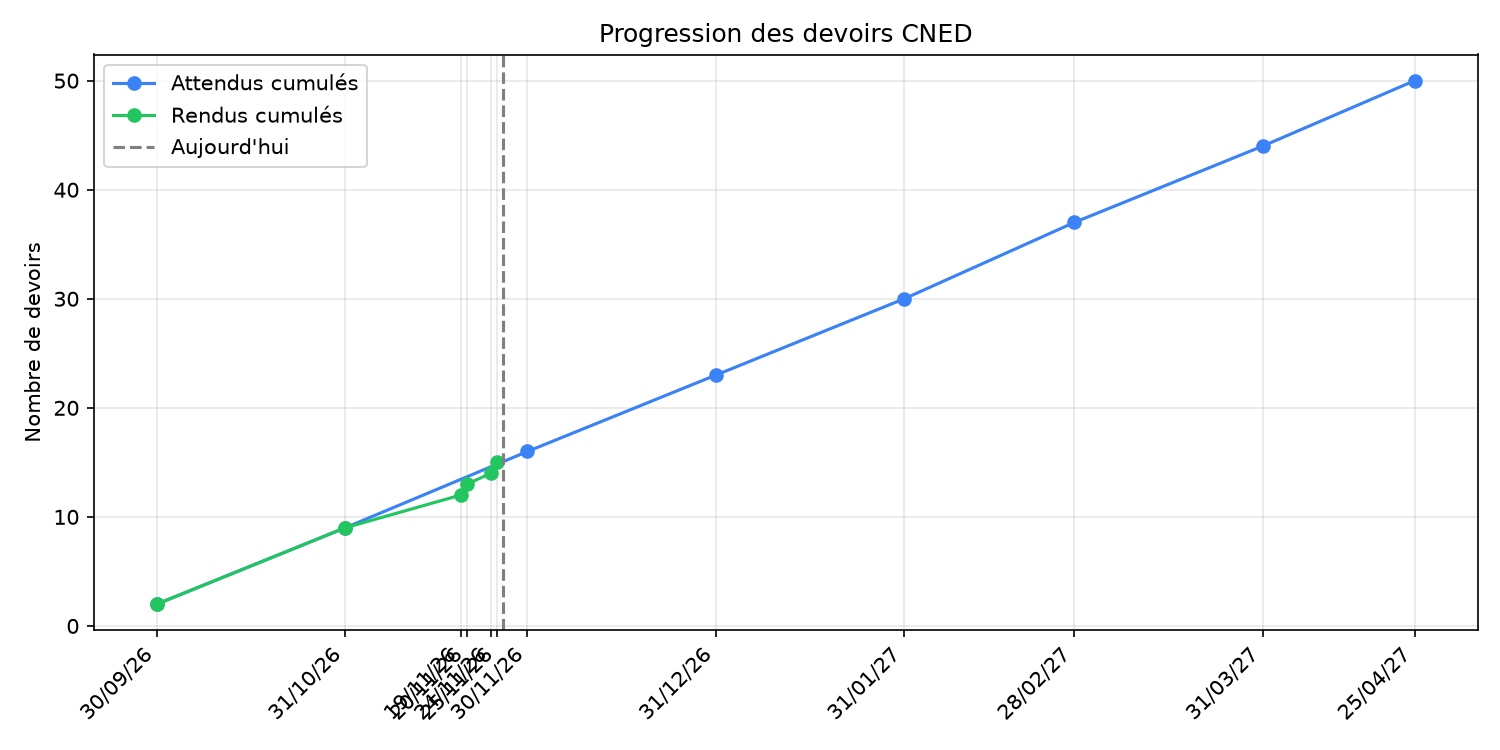 Progression des devoirs CNED
Attendus cumulés
Rendus cumulés
Aujourd'hui
Nombre de devoirs
50
40
30
20
10
0
30/09/26
31/10/26
30/11/26
31/12/26
31/01/27
28/02/27
31/03/27
25/04/27